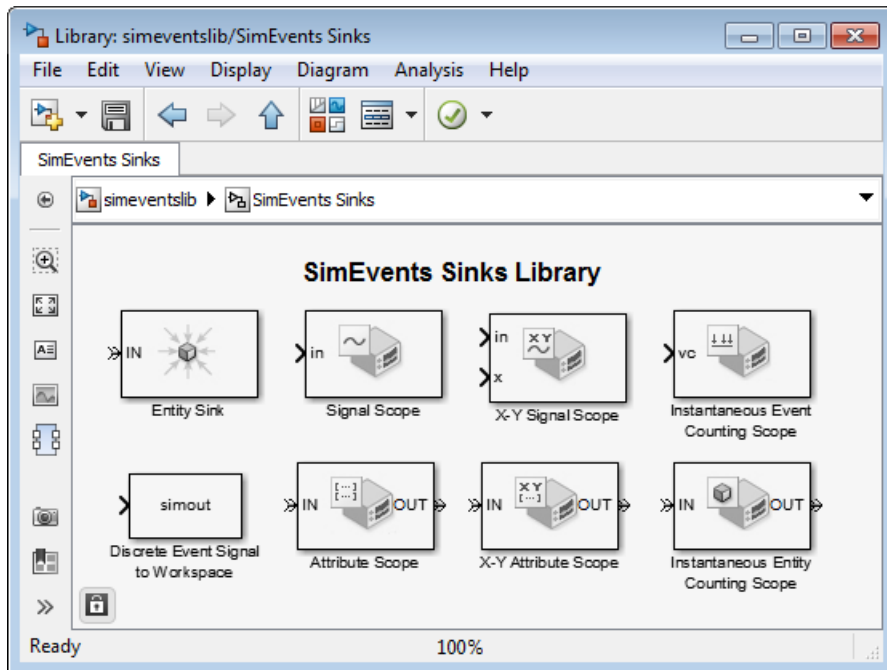 Library: simeventslib/SimEvents Sinks
File Edit View Display Diagram Analysis Help
SimEvents Sinks
simeventslib SimEvents Sinks
SimEvents Sinks Library
IN
Entity Sink
in
Signal Scope
in
x
XY
X-Y Signal Scope
vc
Instantaneous Event
Counting Scope
simout
Discrete Event Signal
to Workspace
IN [...] [...] OUT
Attribute Scope
IN XY [...] OUT
X-Y Attribute Scope
IN OUT
Instantaneous Entity
Counting Scope
A
Ready 100%